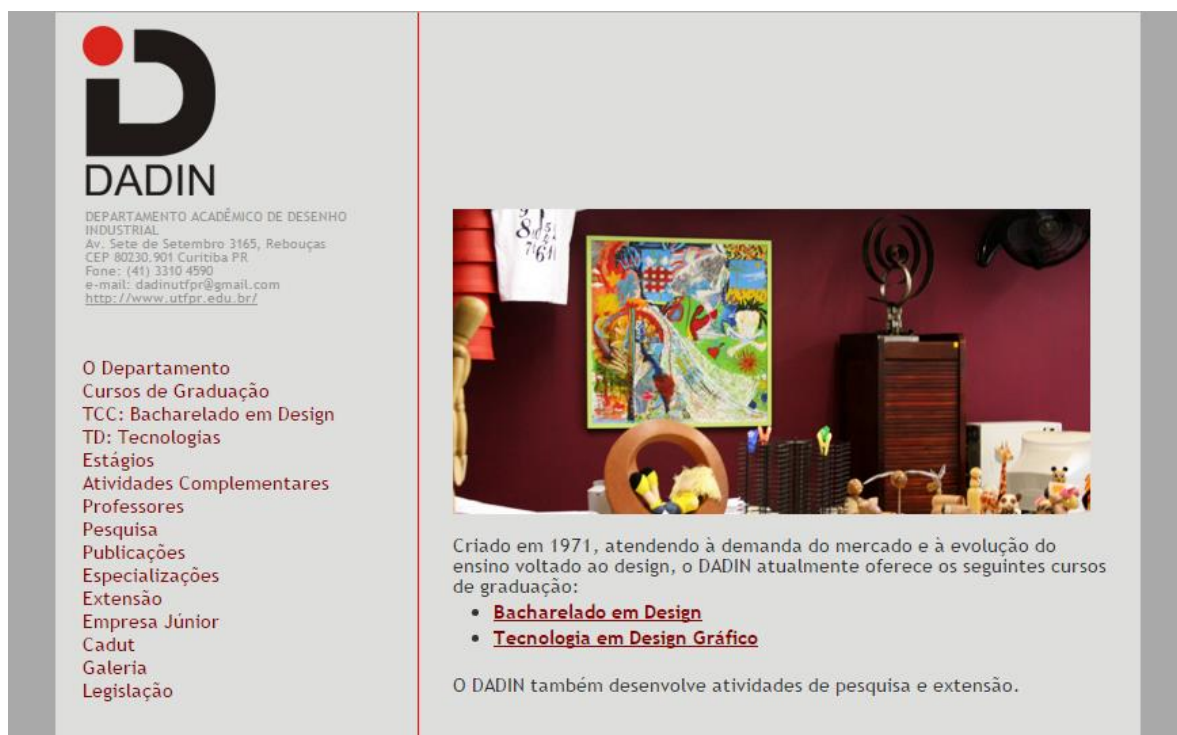 DADIN
DEPARTAMENTO ACADÊMICO DE DESENHO
INDUSTRIAL
Av. Sete de Setembro 3165, Rebouças
CEP 80230.901 Curitiba PR
Fone: (41) 3310 4590
e-mail: dadinutfpr@gmail.com
http://www.utfpr.edu.br/
O Departamento
Cursos de Graduação
TCC: Bacharelado em Design
TD: Tecnologias
Estágios
Atividades Complementares
Professores
Pesquisa
Publicações
Especializações
Extensão
Empresa Júnior
Cadut
Galeria
Legislação
Criado em 1971, atendendo à demanda do mercado e à evolução do
ensino voltado ao design, o DADIN atualmente oferece os seguintes cursos
de graduação:
• Bacharelado em Design
• Tecnologia em Design Gráfico
O DADIN também desenvolve atividades de pesquisa e extensão.